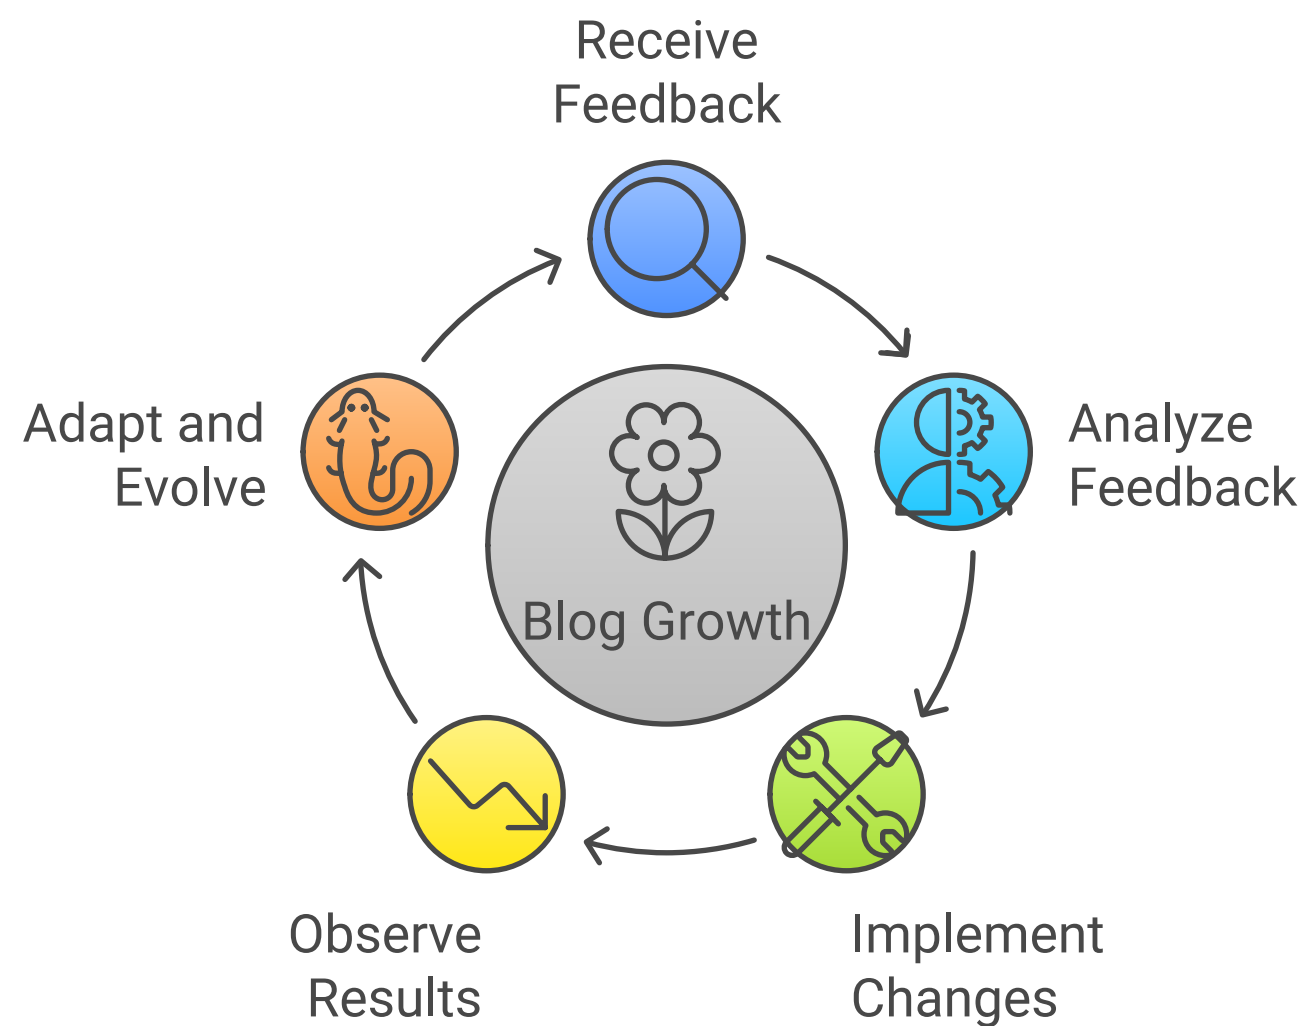 Receive
Feedback
Analyze
Feedback
Implement
Changes
Observe
Results
Adapt and
Evolve
Blog Growth